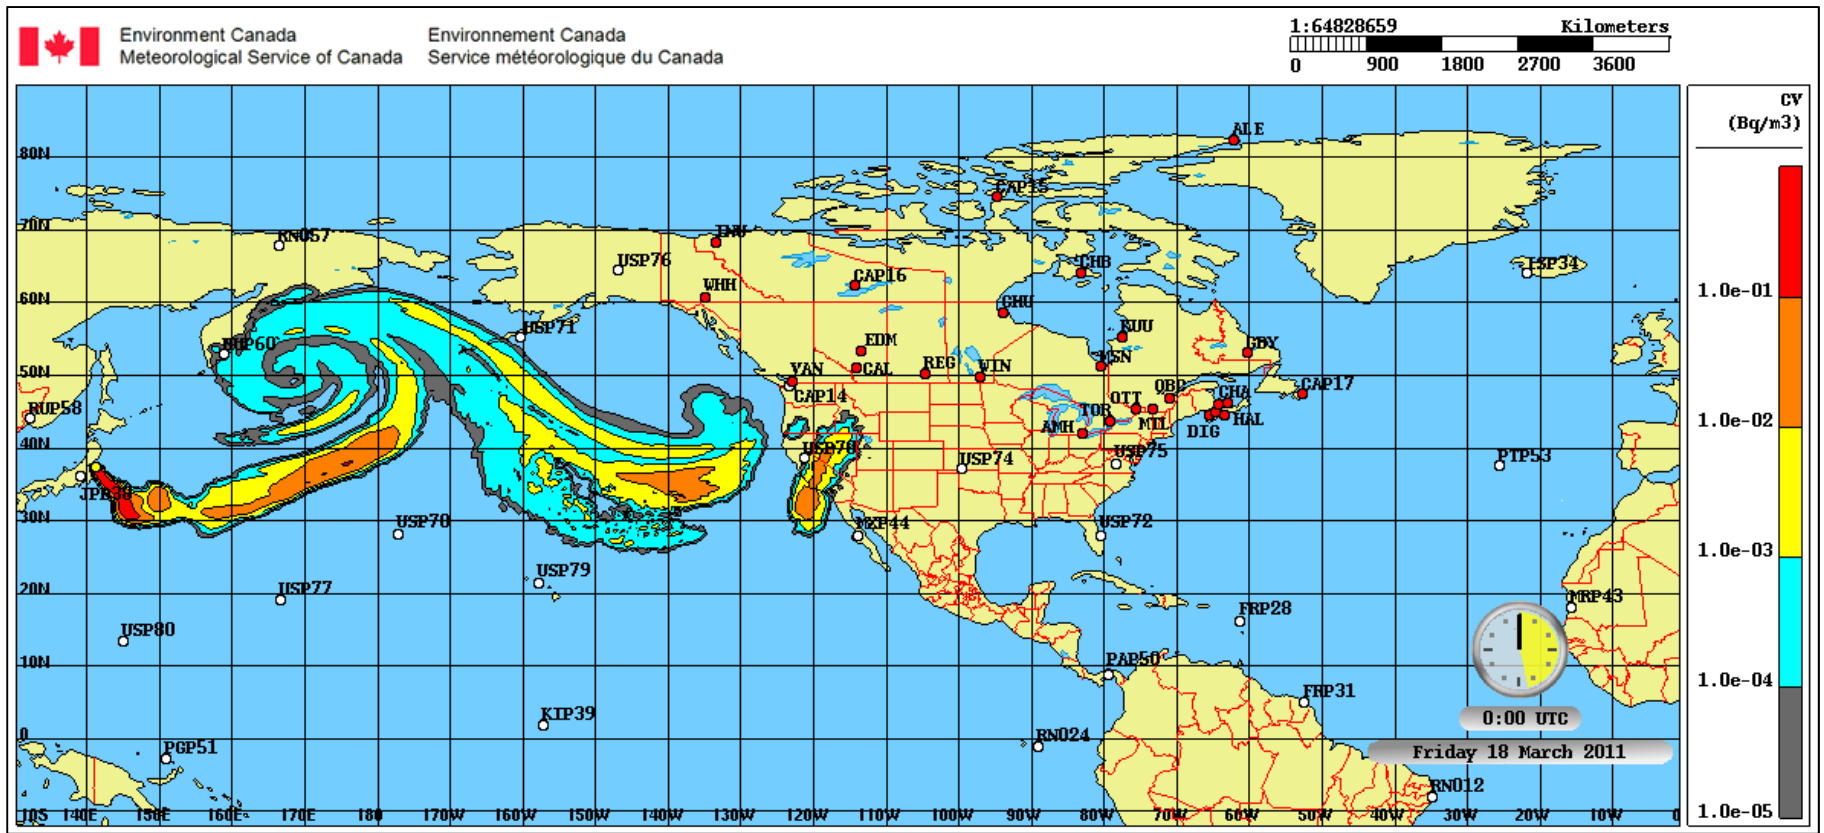 Environment Canada
Meteorological Service of Canada
Environnement Canada
Service météorologique du Canada
1:64828659 Kilometers
0 900 1800 2700 3600
CV
(Bq/m3)
1.0e-01
1.0e-02
1.0e-03
1.0e-04
1.0e-05
80N
70N
60N
50N
40N
30N
20N
10N
0
10S 140E 150E 160E 170E 180 170W 160W 150W 140W 130W 120W 110W 100W 90W 80W 70W 60W 50W 40W 30W 20W 10W 0
ALE
CAP15
RN057
INU
USP76
CAP16
CHB
ISP34
WHH
CHU
USP71
KUU
RUP60
EDM
GBY
VAN
CAL
REG
WIN
MSN
CAP14
QBC
CHA
CAP17
RUP58
OTT
TOR
AMH
MTL
DIG
HAL
USP78
USP74
USP75
PTP53
JPP38
USP70
MXP44
USP72
USP79
USP77
FRP28
MRP43
USP80
PAP50
FRP31
KIP39
RN024
PGP51
RN012
0:00 UTC
Friday 18 March 2011